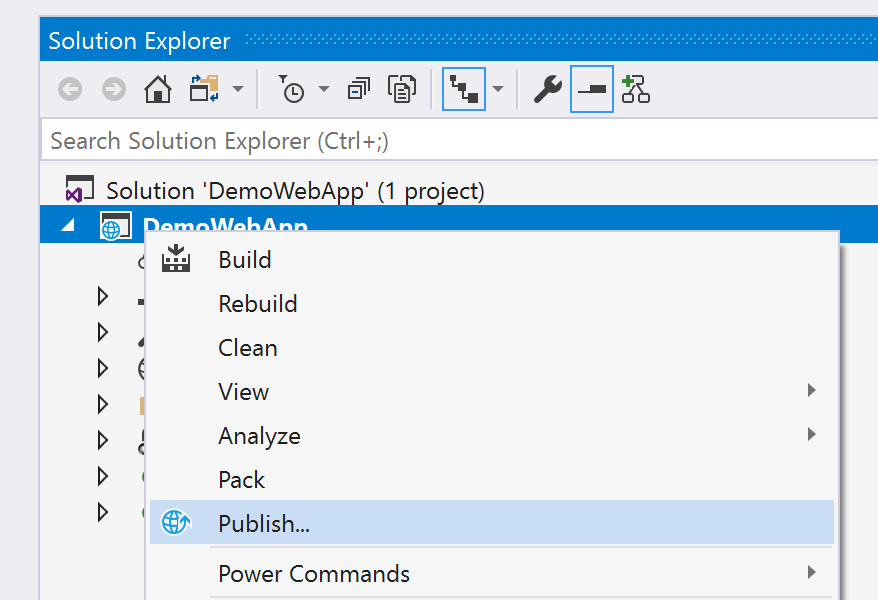 Solution Explorer
Search Solution Explorer (Ctrl+;)
Solution 'DemoWebApp' (1 project)
DemoWebApp
Build
Rebuild
Clean
View
Analyze
Pack
Publish...
Power Commands